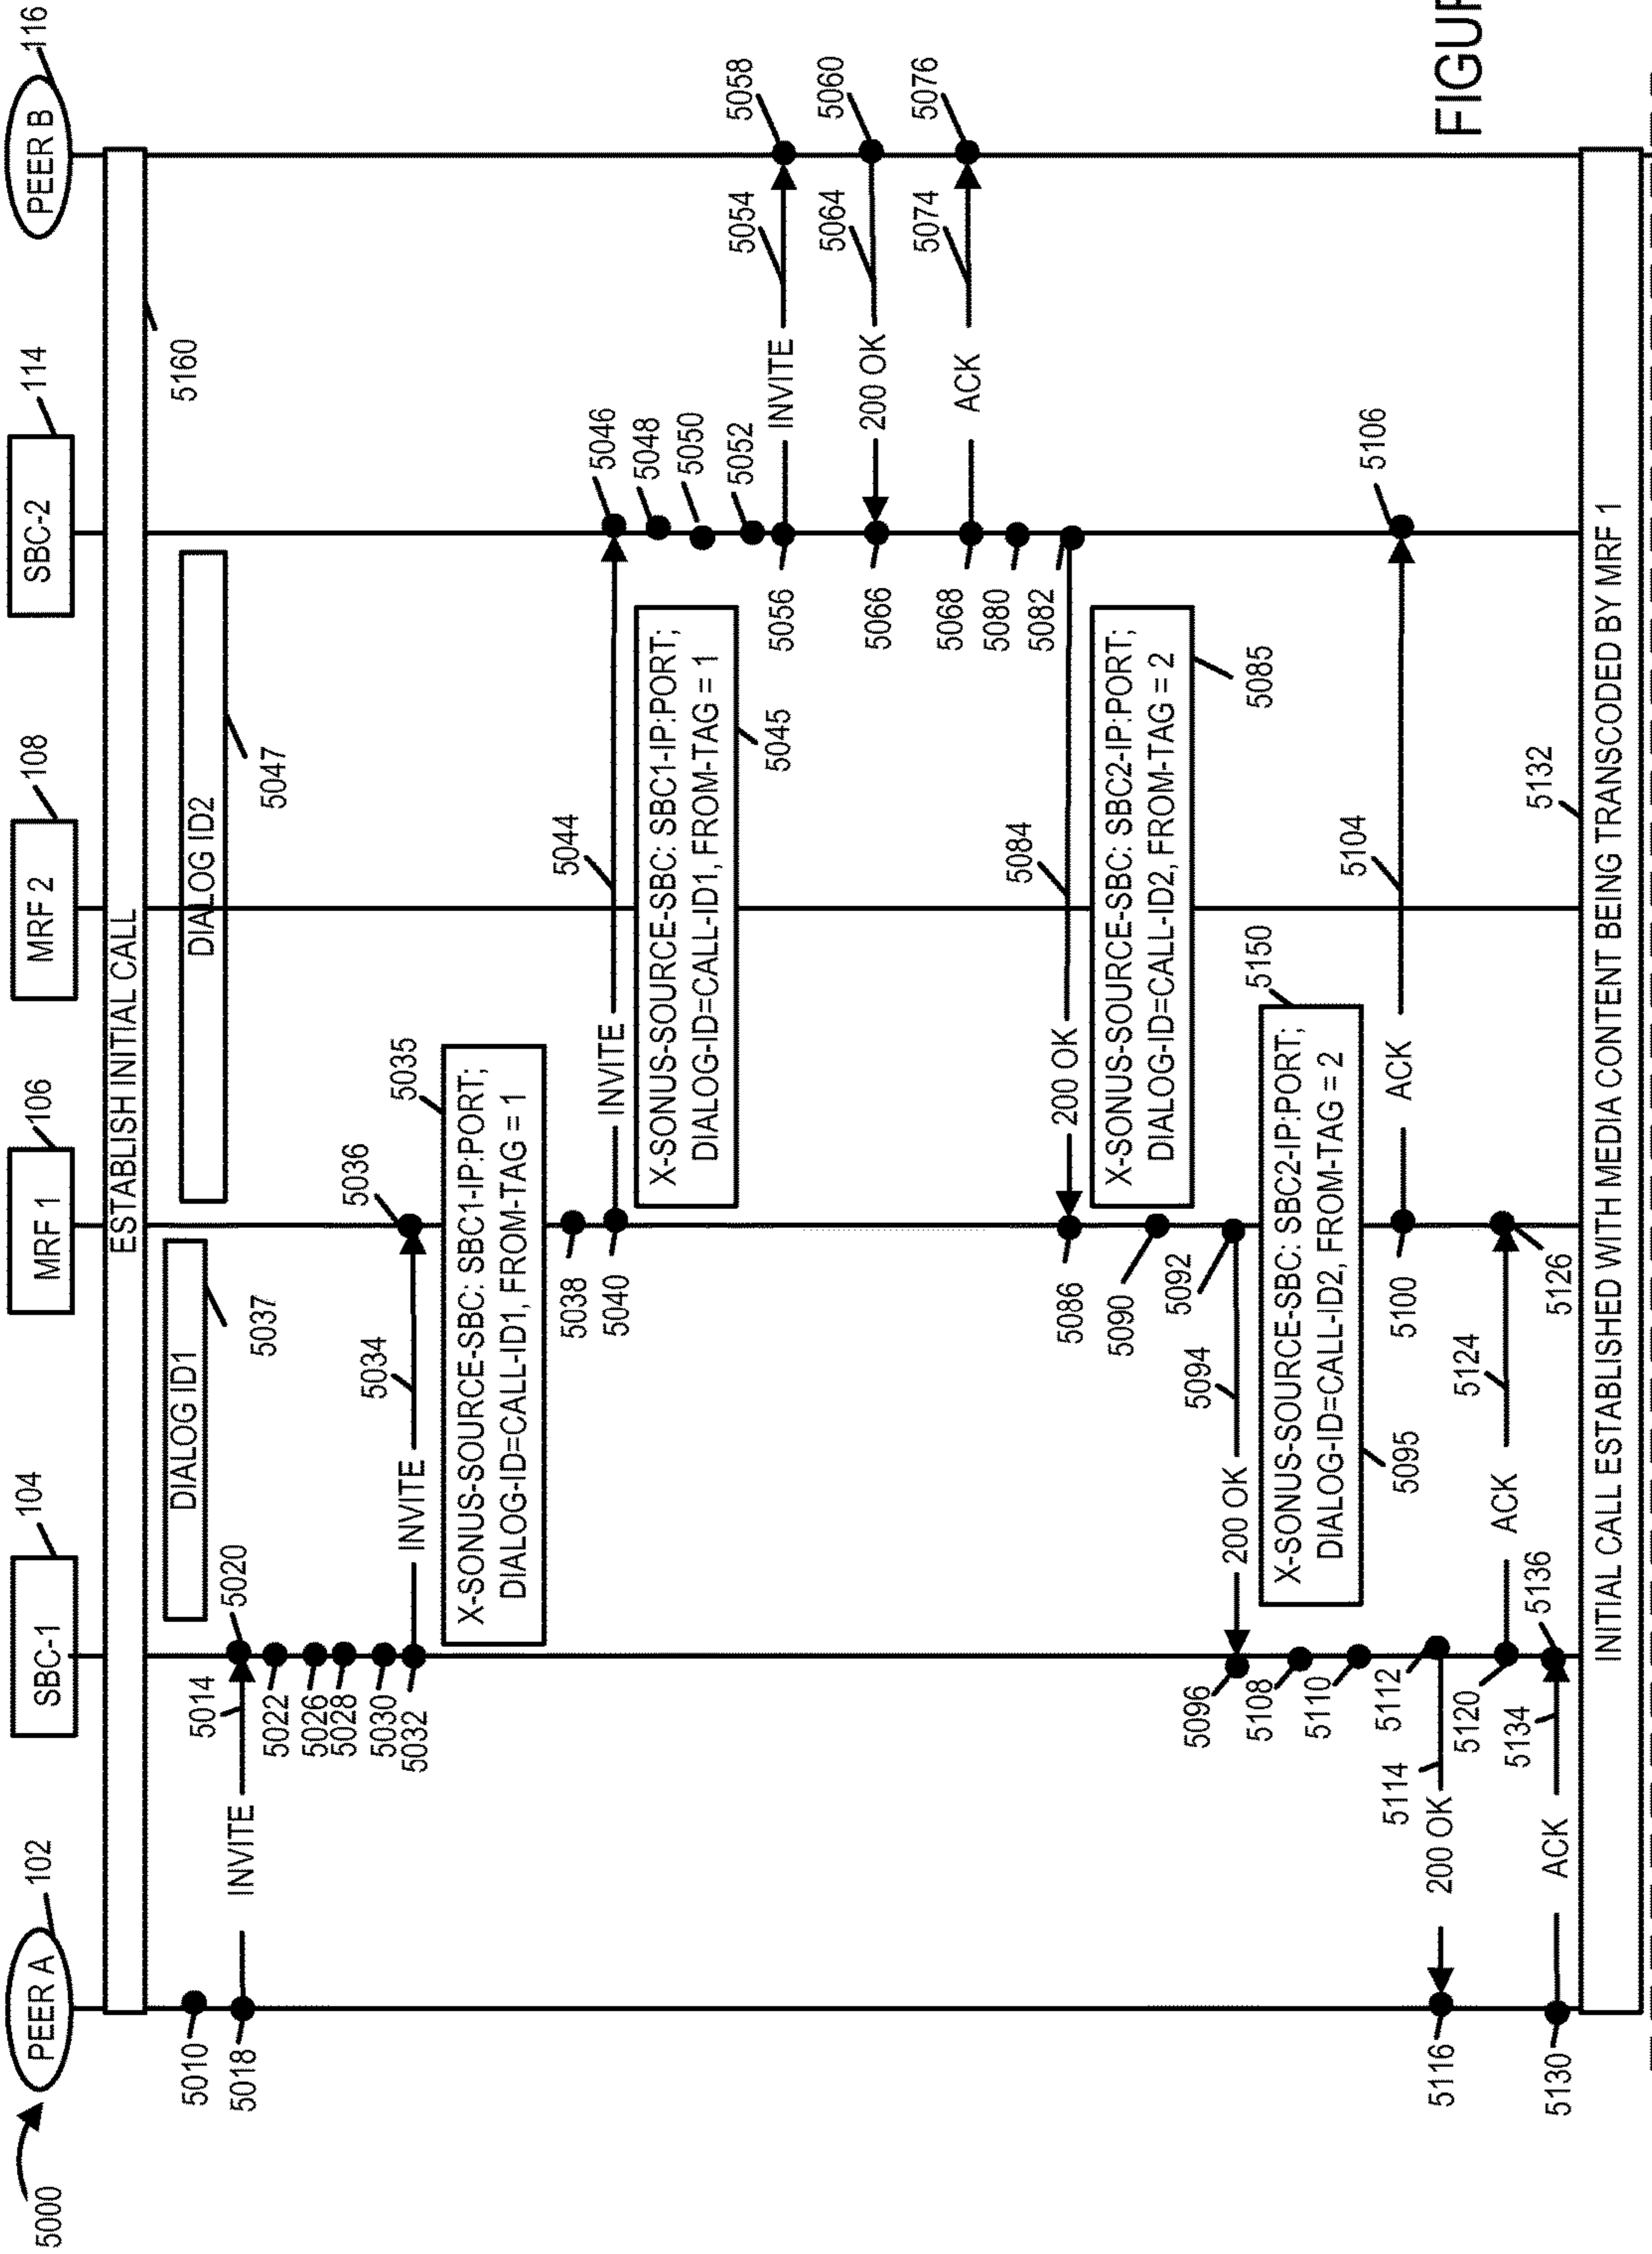 5000
PEER A
102
SBC-1
104
MRF 1
106
MRF 2
108
SBC-2
114
PEER B
116
ESTABLISH INITIAL CALL
5160
DIALOG ID1
5037
DIALOG ID2
5047
5010
5018
INVITE
5014
5020
5022
5026
5028
5030
5032
INVITE
5034
5036
X-SONUS-SOURCE-SBC: SBC1-IP:PORT;
DIALOG-ID=CALL-ID1, FROM-TAG = 1
5035
5038
5040
INVITE
5044
5046
X-SONUS-SOURCE-SBC: SBC1-IP:PORT;
DIALOG-ID=CALL-ID1, FROM-TAG = 1
5045
5048
5050
5052
5056
INVITE
5054
5058
5066
200 OK
5064
5060
5068
ACK
5074
5076
5080
5082
5086
200 OK
5084
X-SONUS-SOURCE-SBC: SBC2-IP:PORT;
DIALOG-ID=CALL-ID2, FROM-TAG = 2
5085
5090
5092
5096
200 OK
5094
X-SONUS-SOURCE-SBC: SBC2-IP:PORT;
DIALOG-ID=CALL-ID2, FROM-TAG = 2
5095
5150
5100
ACK
5104
5106
5108
5110
5112
5116
200 OK
5114
5120
ACK
5124
5126
5130
ACK
5134
5136
5132
INITIAL CALL ESTABLISHED WITH MEDIA CONTENT BEING TRANSCODED BY MRF 1